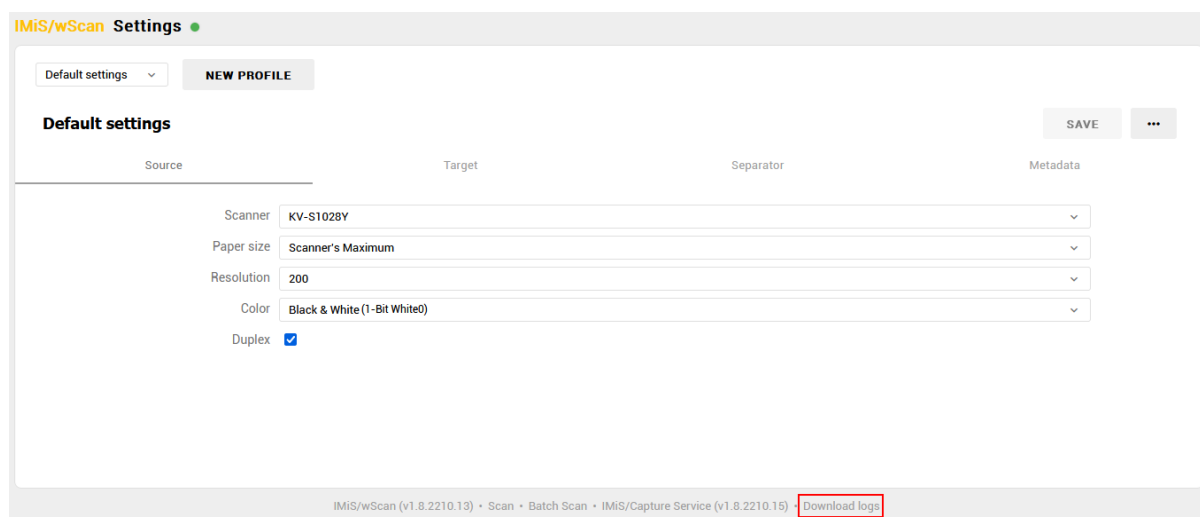 IMiS/wScan Settings
Default settings NEW PROFILE
Default settings SAVE •••
Source Target Separator Metadata
Scanner KV-S1028Y
Paper size Scanner's Maximum
Resolution 200
Color Black & White (1-Bit White0)
Duplex
IMiS/wScan (v1.8.2210.13) • Scan • Batch Scan • IMiS/Capture Service (v1.8.2210.15) • Download logs